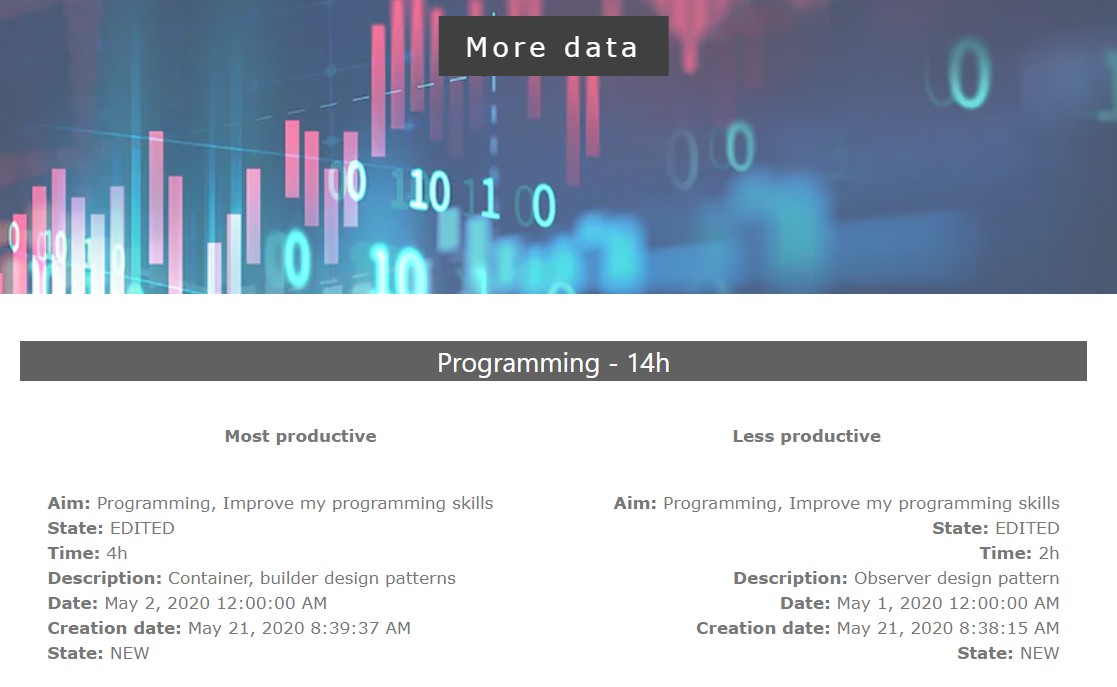 More data
Programming - 14h
Most productive
Aim: Programming, Improve my programming skills
State: EDITED
Time: 4h
Description: Container, builder design patterns
Date: May 2, 2020 12:00:00 AM
Creation date: May 21, 2020 8:39:37 AM
State: NEW
Less productive
Aim: Programming, Improve my programming skills
State: EDITED
Time: 2h
Description: Observer design pattern
Date: May 1, 2020 12:00:00 AM
Creation date: May 21, 2020 8:38:15 AM
State: NEW